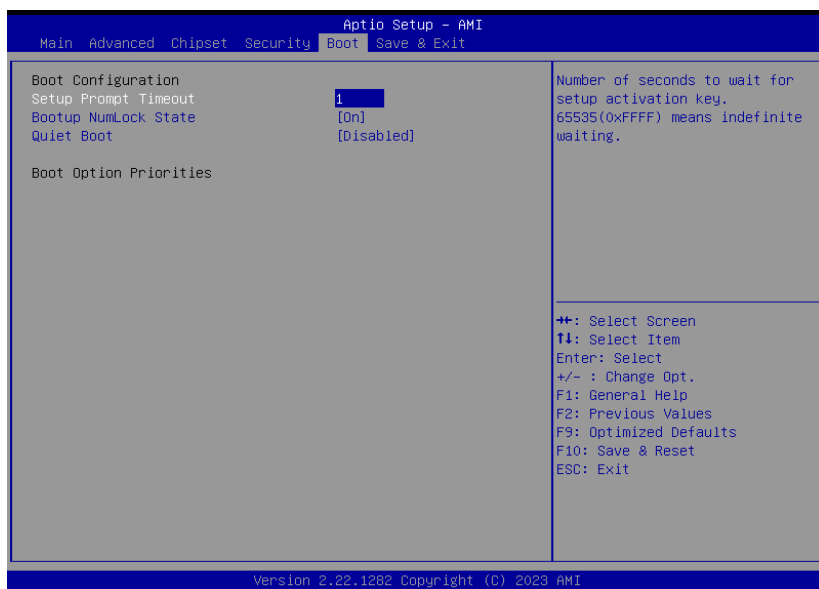 Aptio Setup – AMI
Main Advanced Chipset Security Boot Save & Exit
Boot Configuration
Setup Prompt Timeout 1
Bootup NumLock State [On]
Quiet Boot [Disabled]
Boot Option Priorities
Number of seconds to wait for
setup activation key.
65535(0xFFFF) means indefinite
waiting.
→←: Select Screen
↑↓: Select Item
Enter: Select
+/- : Change Opt.
F1: General Help
F2: Previous Values
F9: Optimized Defaults
F10: Save & Reset
ESC: Exit
Version 2.22.1282 Copyright (C) 2023 AMI